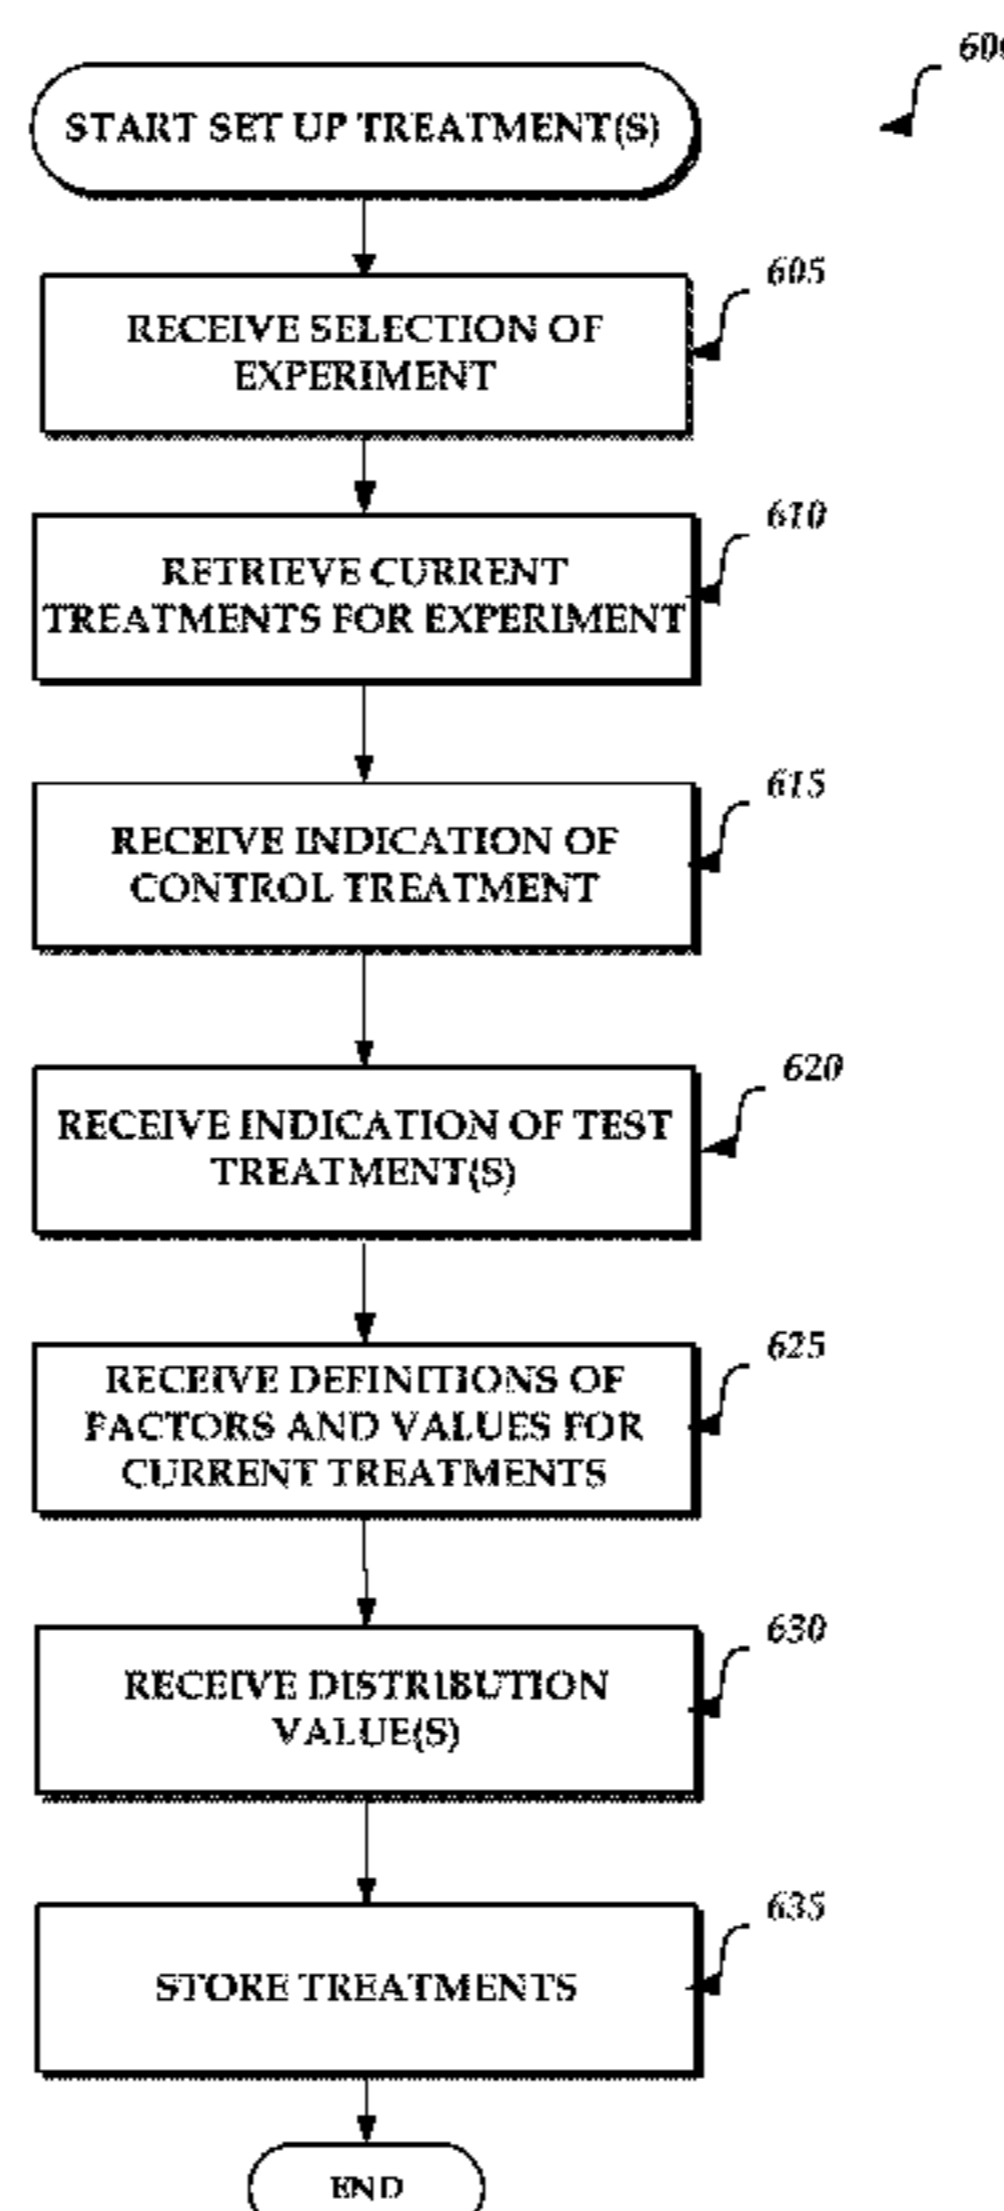 600
START SET UP TREATMENT(S)
605
RECEIVE SELECTION OF
EXPERIMENT
610
RETRIEVE CURRENT
TREATMENTS FOR EXPERIMENT
615
RECEIVE INDICATION OF
CONTROL TREATMENT
620
RECEIVE INDICATION OF TEST
TREATMENT(S)
625
RECEIVE DEFINITIONS OF
FACTORS AND VALUES FOR
CURRENT TREATMENTS
630
RECEIVE DISTRIBUTION
VALUE(S)
635
STORE TREATMENTS
END